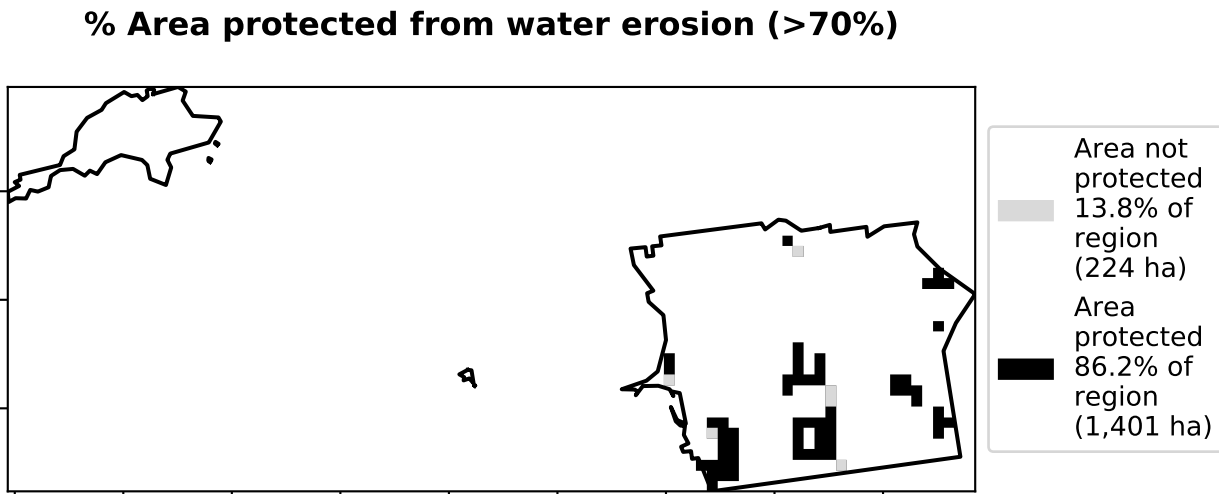 % Area protected from water erosion (>70%)
Area not
protected
13.8% of
region
(224 ha)
Area
protected
86.2% of
region
(1,401 ha)